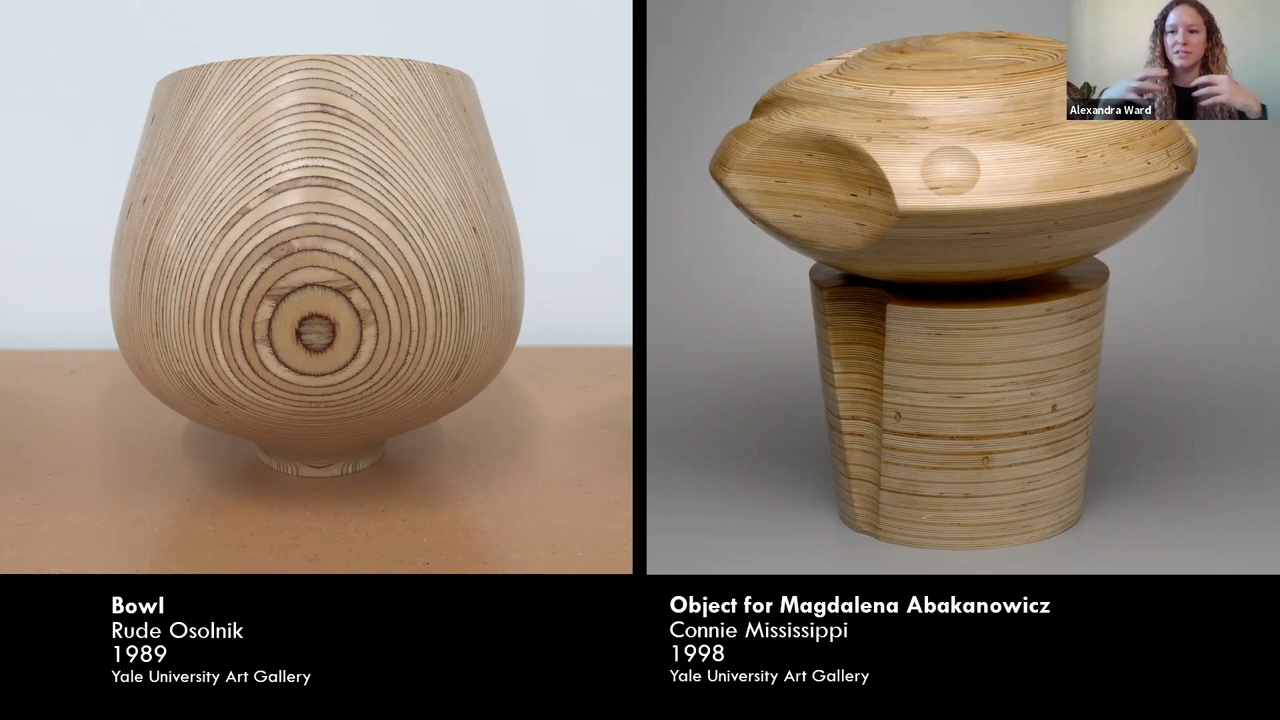 Alexandra Ward
Bowl
Rude Osolnik
1989
Yale University Art Gallery
Object for Magdalena Abakanowicz
Connie Mississippi
1998
Yale University Art Gallery